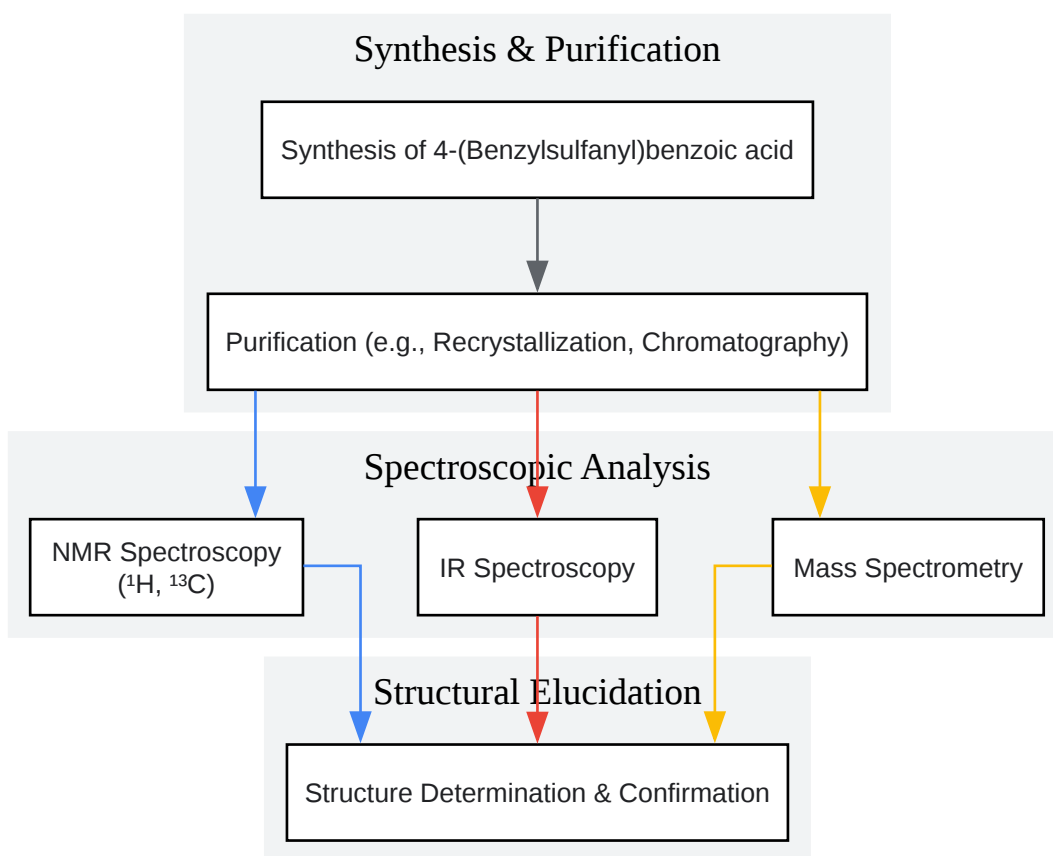 Synthesis & Purification
Synthesis of 4-(Benzylsulfanyl)benzoic acid
Purification (e.g., Recrystallization, Chromatography)
Spectroscopic Analysis
NMR Spectroscopy
(¹H, ¹³C)
IR Spectroscopy
Mass Spectrometry
Structural Elucidation
Structure Determination & Confirmation